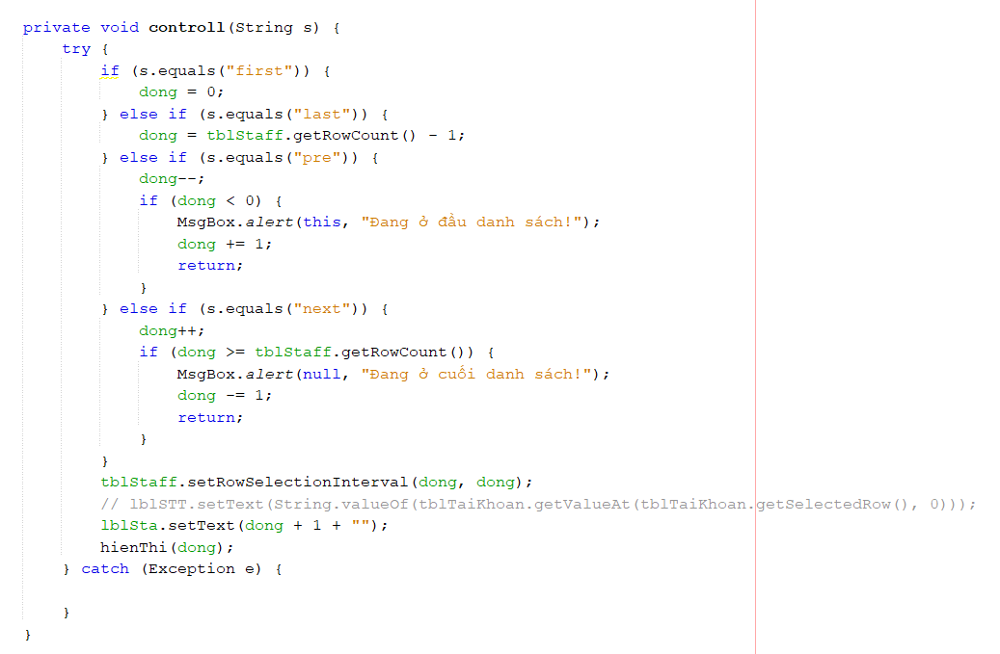 private void controll(String s) {
try {
if (s.equals("first")) {
dong = 0;
} else if (s.equals("last")) {
dong = tblStaff.getRowCount() - 1;
} else if (s.equals("pre")) {
dong--;
if (dong < 0) {
MsgBox.alert(this, "Đang ở đầu danh sách!");
dong += 1;
return;
}
} else if (s.equals("next")) {
dong++;
if (dong >= tblStaff.getRowCount()) {
MsgBox.alert(null, "Đang ở cuối danh sách!");
dong -= 1;
return;
}
}
tblStaff.setRowSelectionInterval(dong, dong);
// lblSTT.setText(String.valueOf(tblTaiKhoan.getValueAt(tblTaiKhoan.getSelectedRow(), 0)));
lblSta.setText(dong + 1 + "");
hienThi(dong);
} catch (Exception e) {
}
}